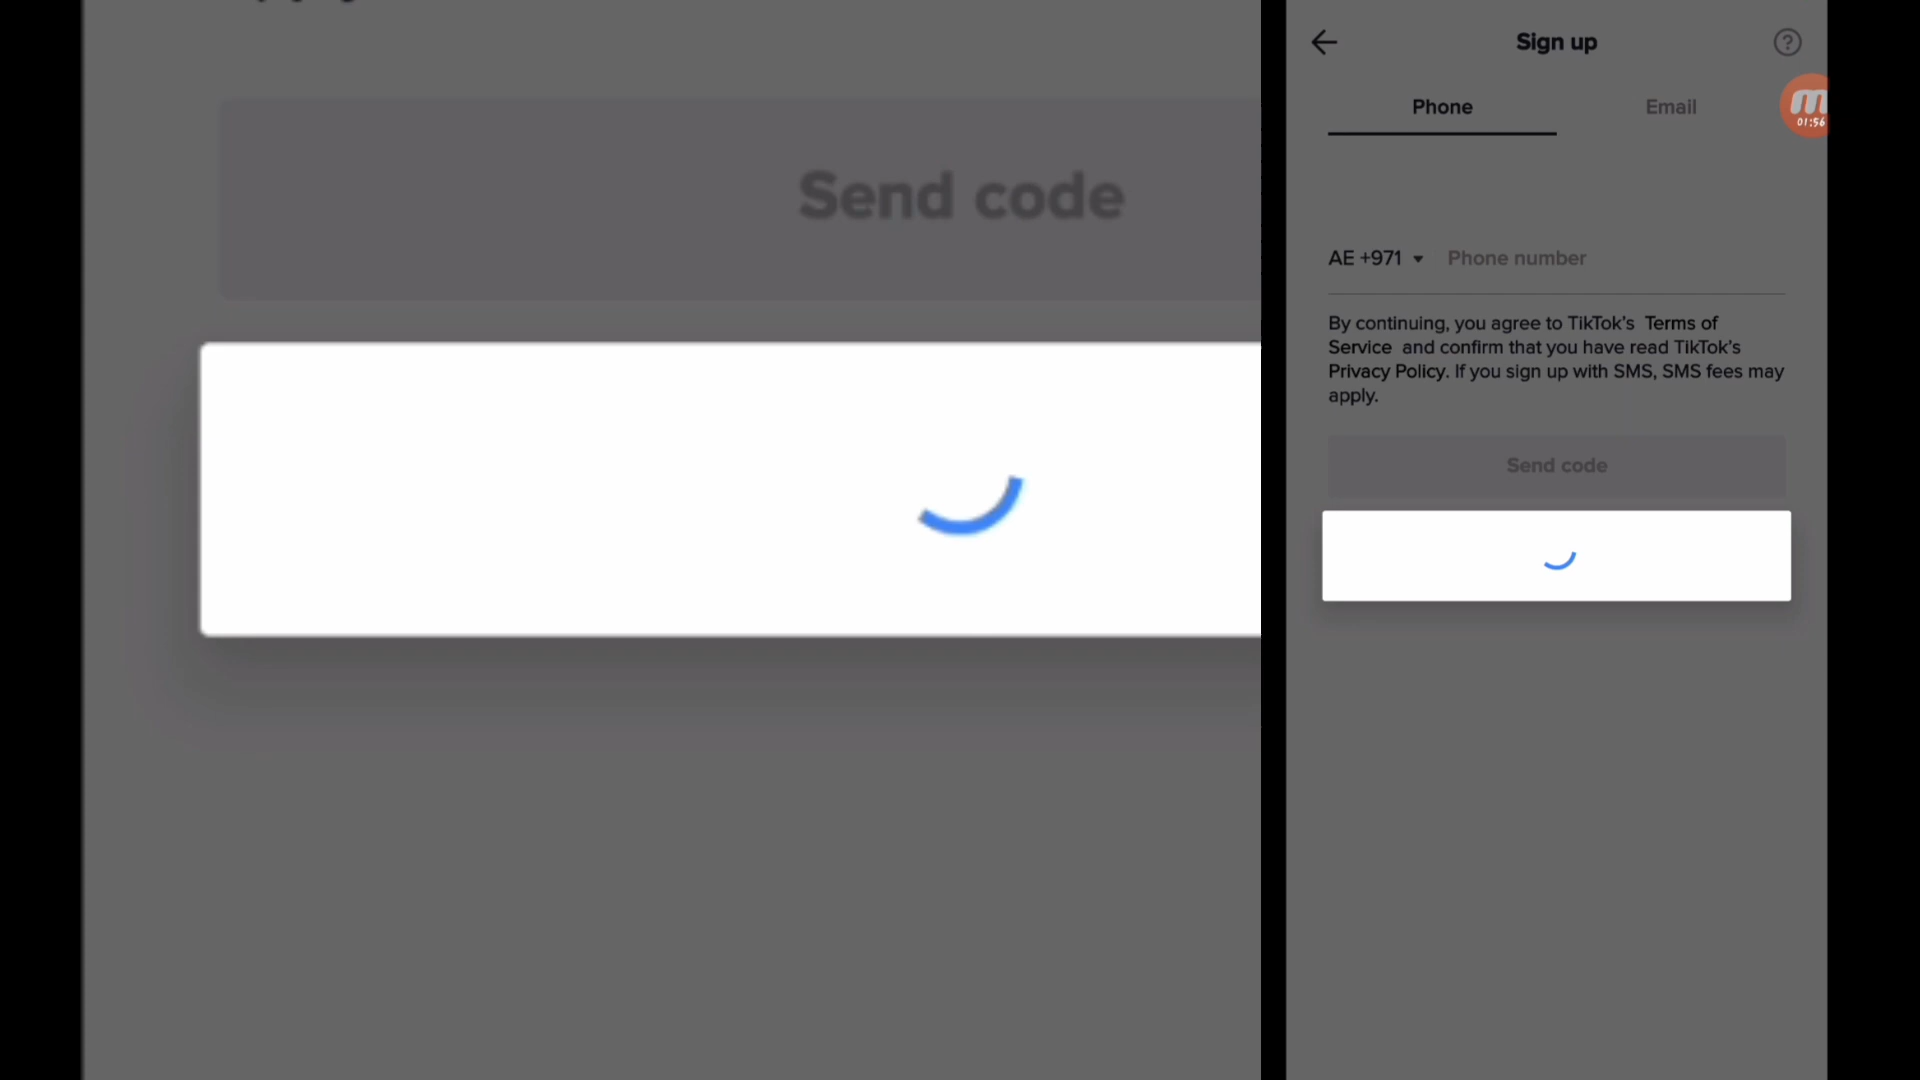 Send code
Sign up
?
Phone Email
01:56
AE +971 Phone number
By continuing, you agree to TikTok's Terms of
Service and confirm that you have read TikTok's
Privacy Policy. If you sign up with SMS, SMS fees may
apply.
Send code